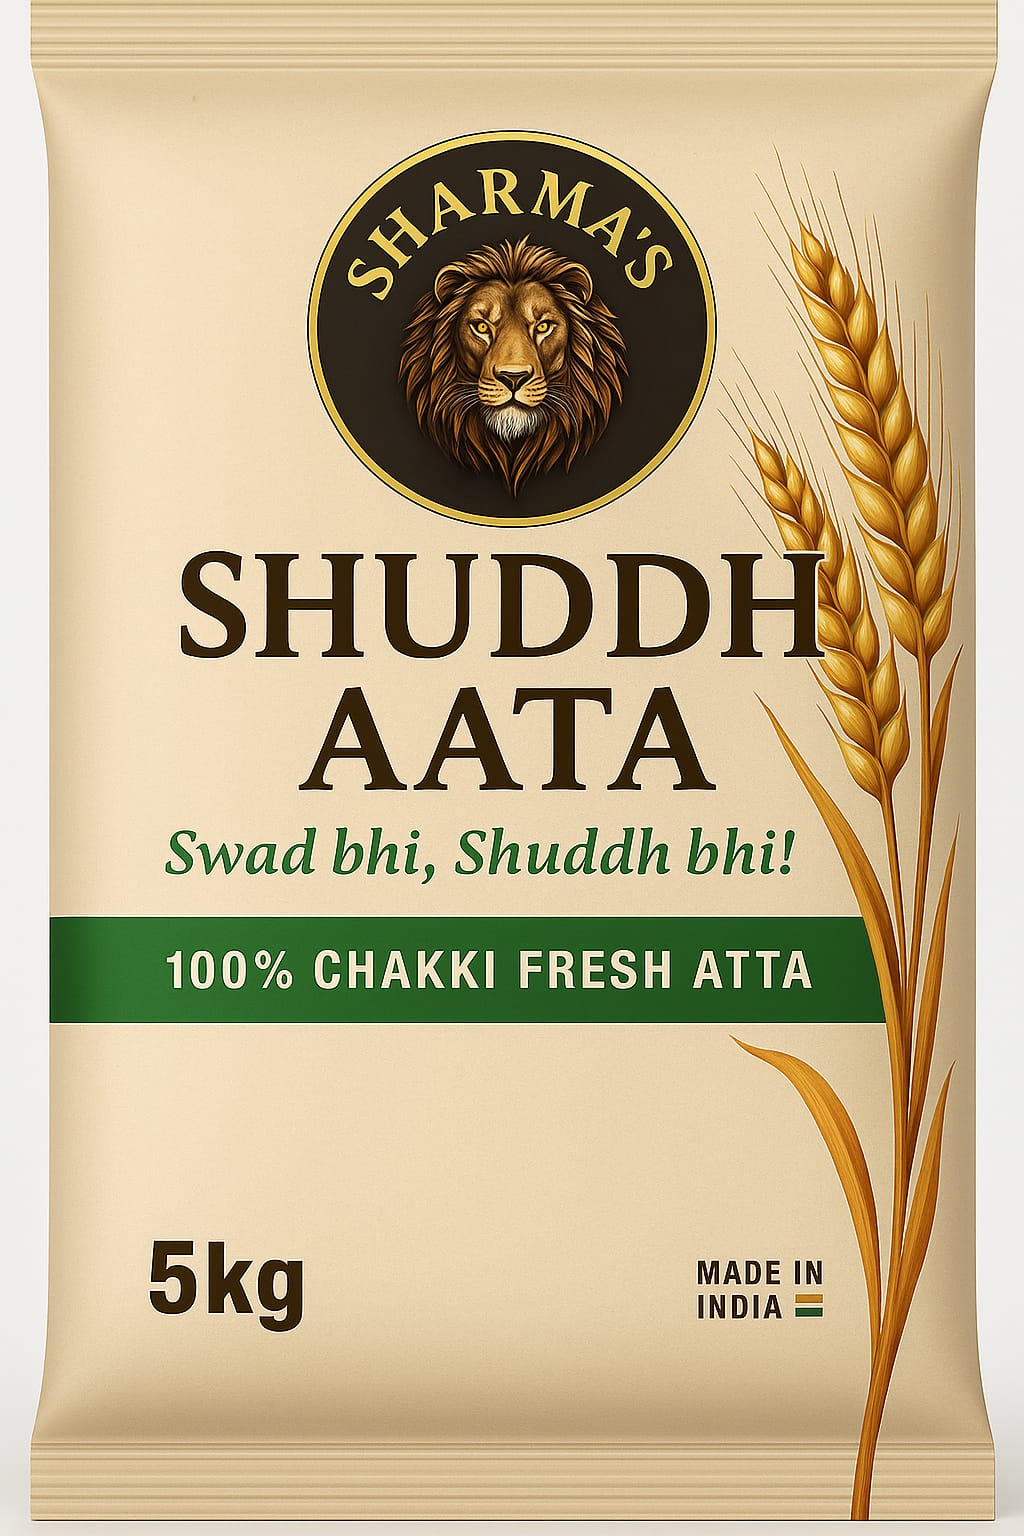 SHARMA'S
SHUDDH
AATA
Swad bhi, Shuddh bhi!
100% CHAKKI FRESH ATTA
5kg
MADE IN
INDIA